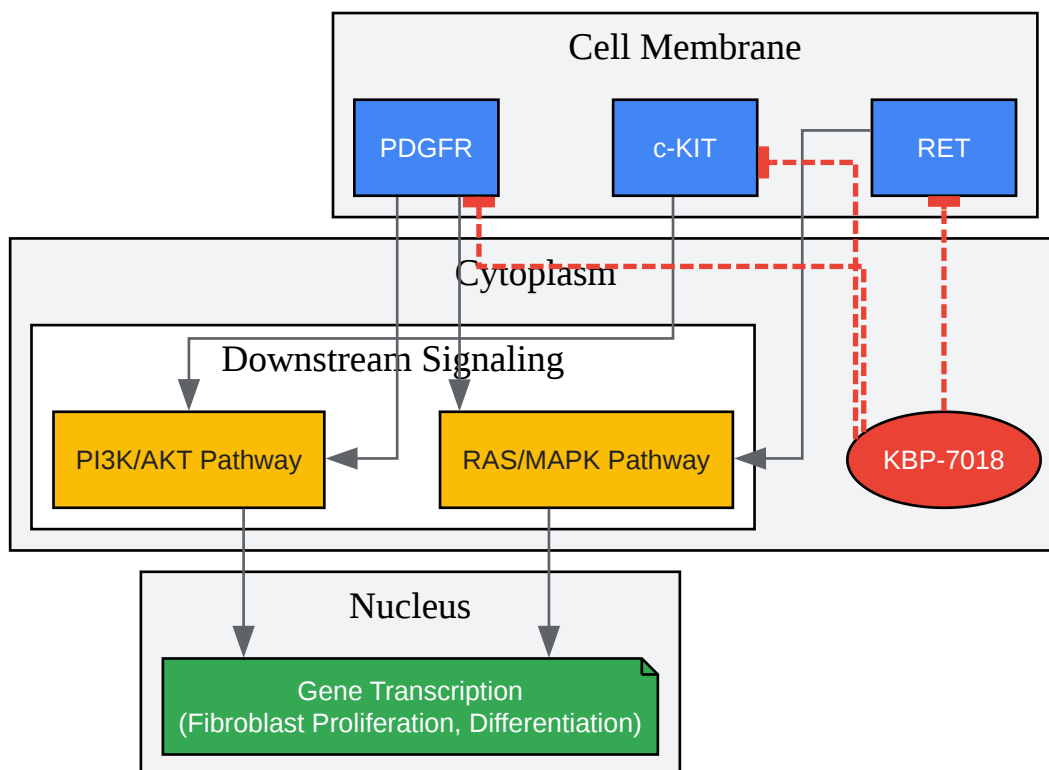 Cell Membrane
PDGFR
c-KIT
RET
Cytoplasm
Downstream Signaling
PI3K/AKT Pathway
RAS/MAPK Pathway
KBP-7018
Nucleus
Gene Transcription
(Fibroblast Proliferation, Differentiation)